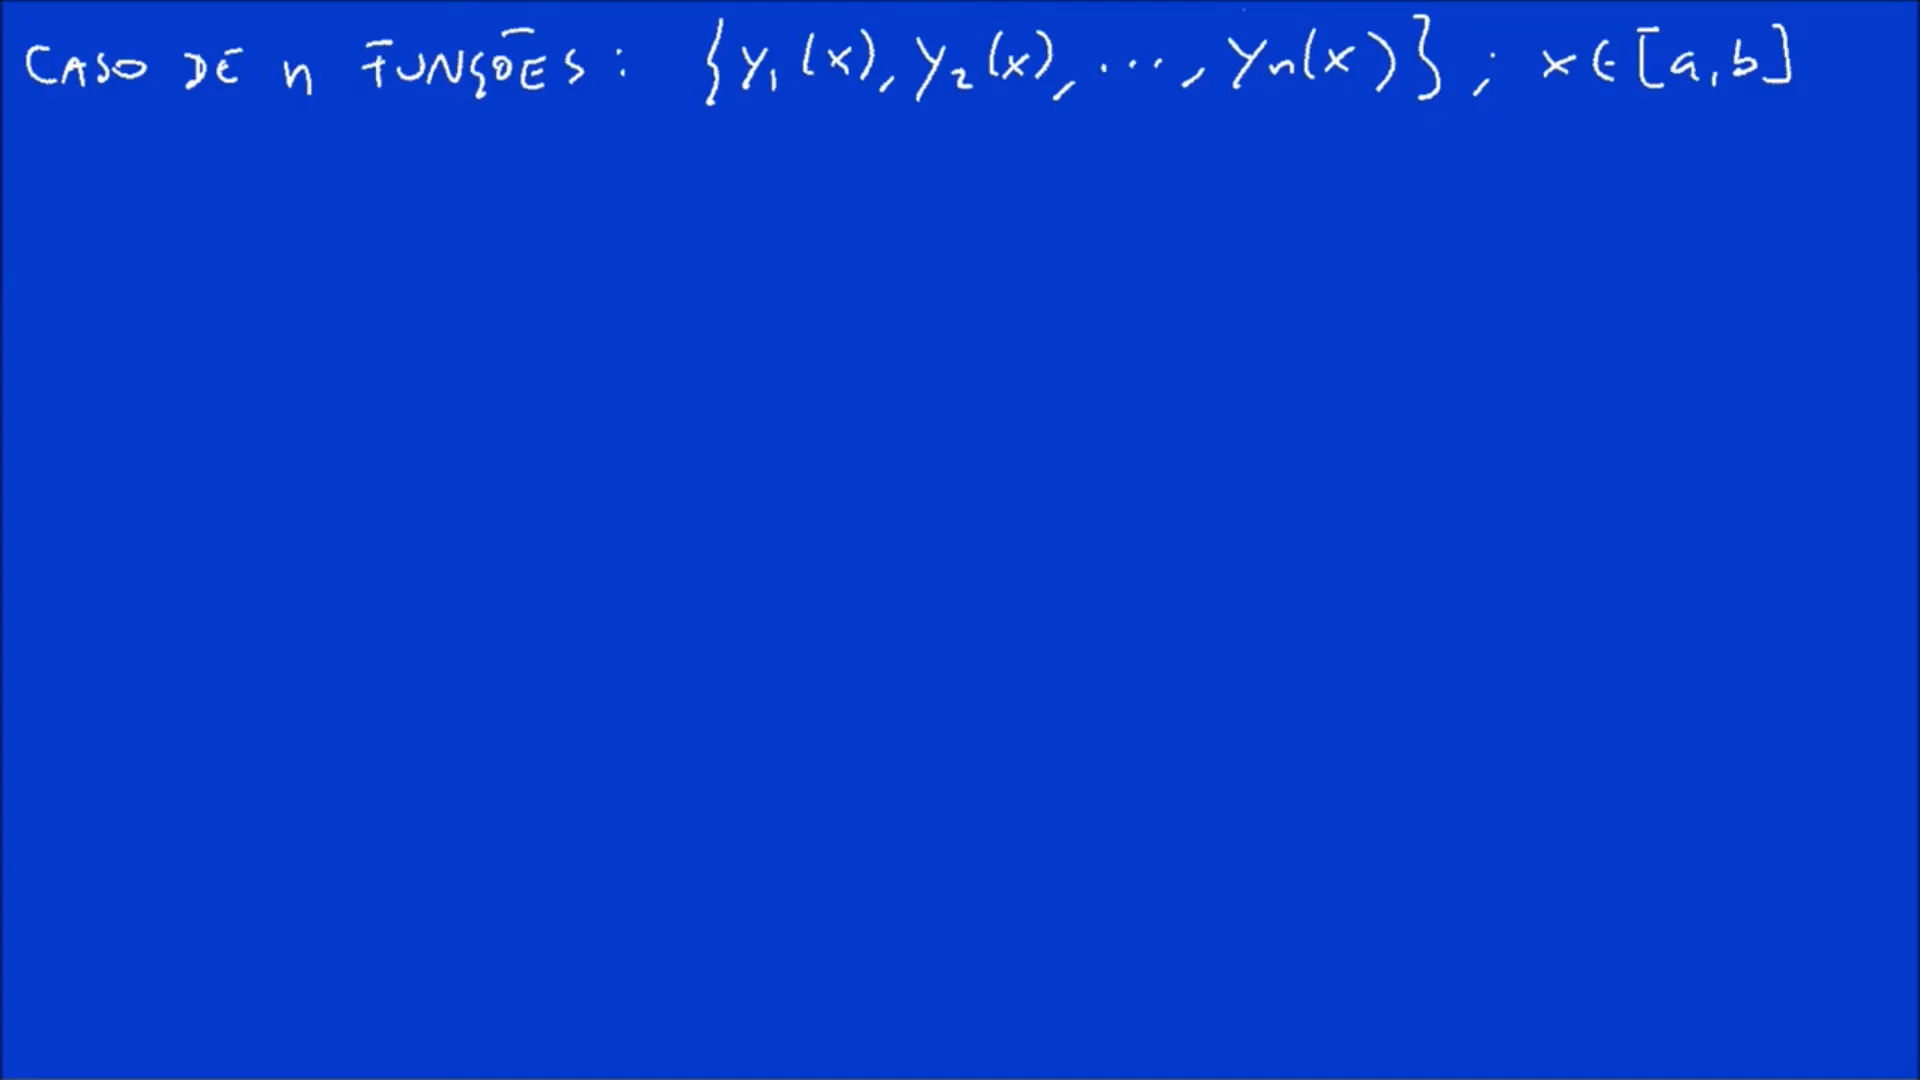 CASO DE n FUNÇÕES: {y₁(x), y₂(x), ..., yₙ(x)}; x∈[a,b]